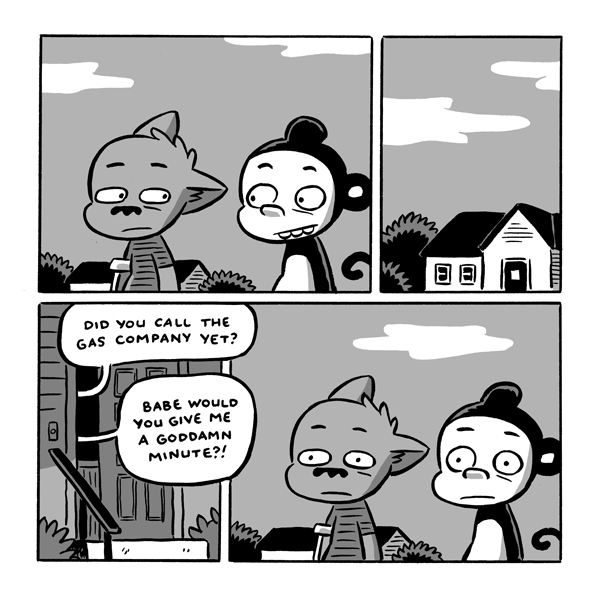 DID YOU CALL THE
GAS COMPANY YET?
BABE WOULD
YOU GIVE ME
A GODDAMN
MINUTE?!